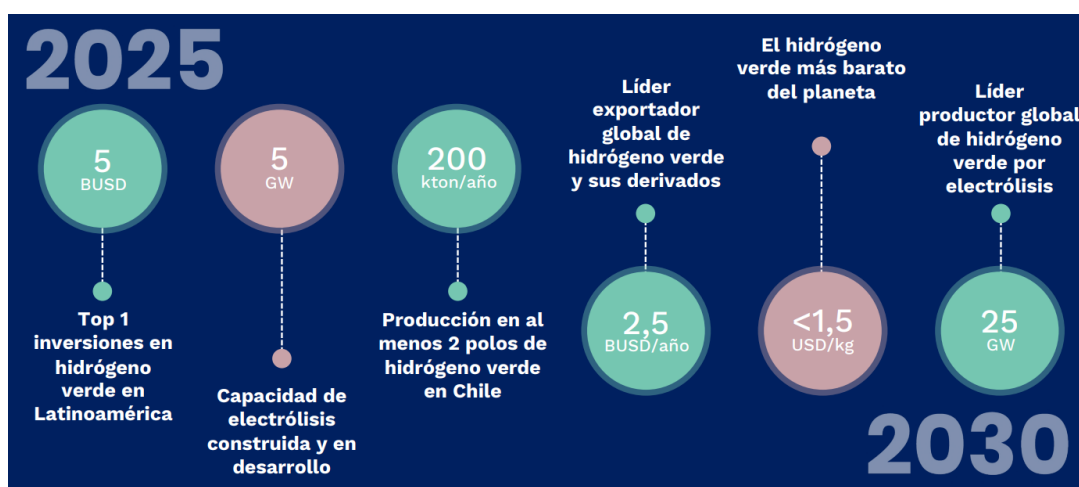 2025
5
BUSD
Top 1
inversiones en
hidrógeno
verde en
Latinoamérica
5
GW
Capacidad de
electrólisis
construida y en
desarrollo
200
kton/año
Producción en al
menos 2 polos de
hidrógeno verde
en Chile
Líder
exportador
global de
hidrógeno verde
y sus derivados
2,5
BUSD/año
El hidrógeno
verde más barato
del planeta
<1,5
USD/kg
Líder
productor global
de hidrógeno
verde por
electrólisis
25
GW
2030